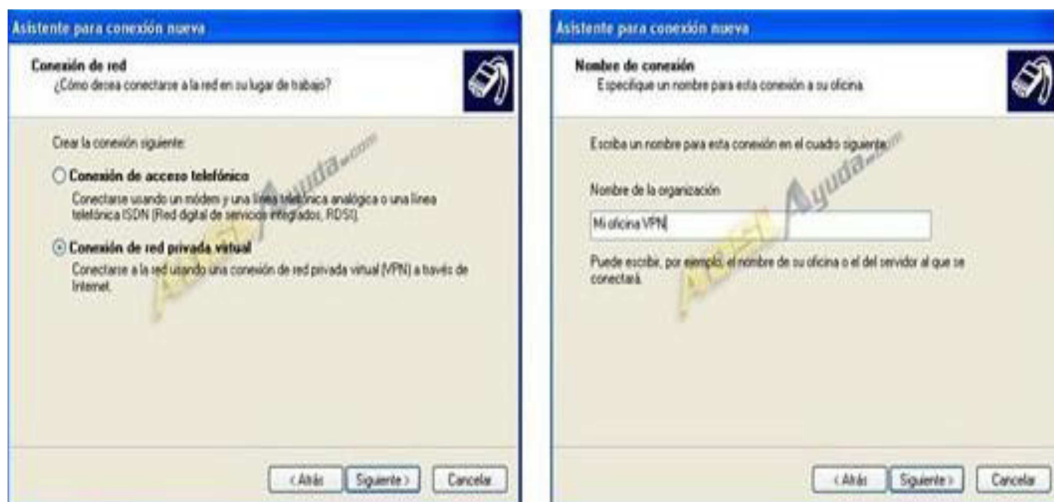 Asistente para conexión nueva
Conexión de red
¿Cómo desea conectarse a la red en su lugar de trabajo?
Crear la conexión siguiente:
Conexión de acceso telefónico
Conectarse usando un módem y una línea telefónica analógica o una línea
telefónica ISDN (Red digital de servicios integrados, RDSI).
Conexión de red privada virtual
Conectarse a la red usando una conexión de red privada virtual (VPN) a través de
Internet.
< Atrás
Siguiente >
Cancelar
Asistente para conexión nueva
Nombre de conexión
Especifique un nombre para esta conexión a su oficina.
Escriba un nombre para esta conexión en el cuadro siguiente:
Nombre de la organización
Mi oficina VPN
Puede escribir, por ejemplo, el nombre de su oficina o el del servidor al que se
conectará.
< Atrás
Siguiente >
Cancelar
ADSL Ayuda.com
ADSL Ayuda.com